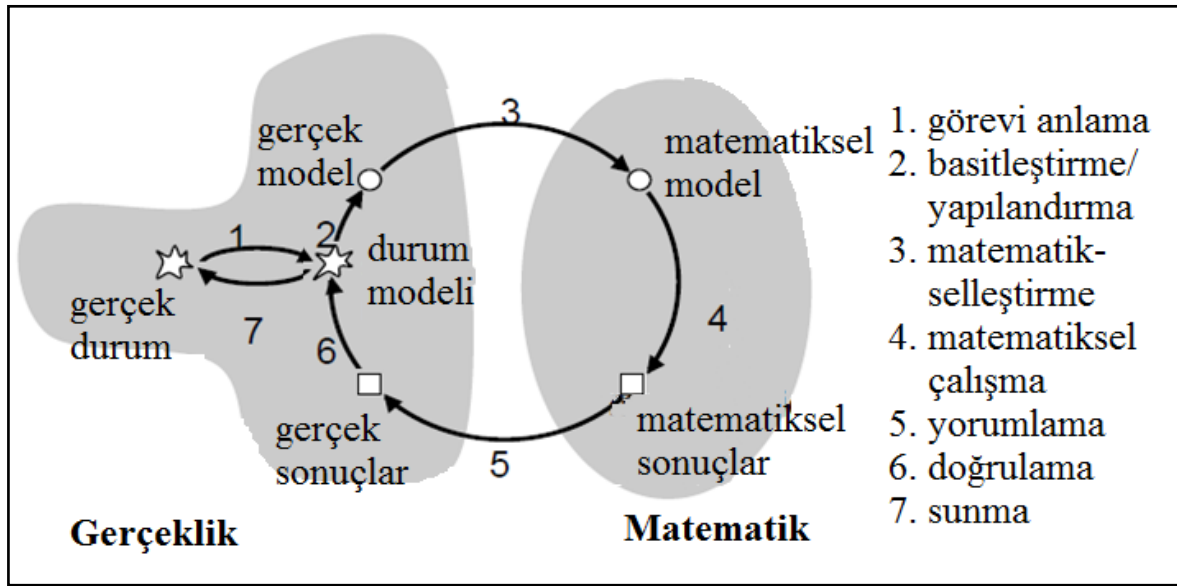 3
gerçek
model
matematiksel
model
1
2
durum
modeli
gerçek
durum
7
6
4
gerçek
sonuçlar
matematiksel
sonuçlar
5
Gerçeklik
Matematik
1. görevi anlama
2. basitleştirme/
yapılandırma
3. matematik-
selleştirme
4. matematiksel
çalışma
5. yorumlama
6. doğrulama
7. sunma